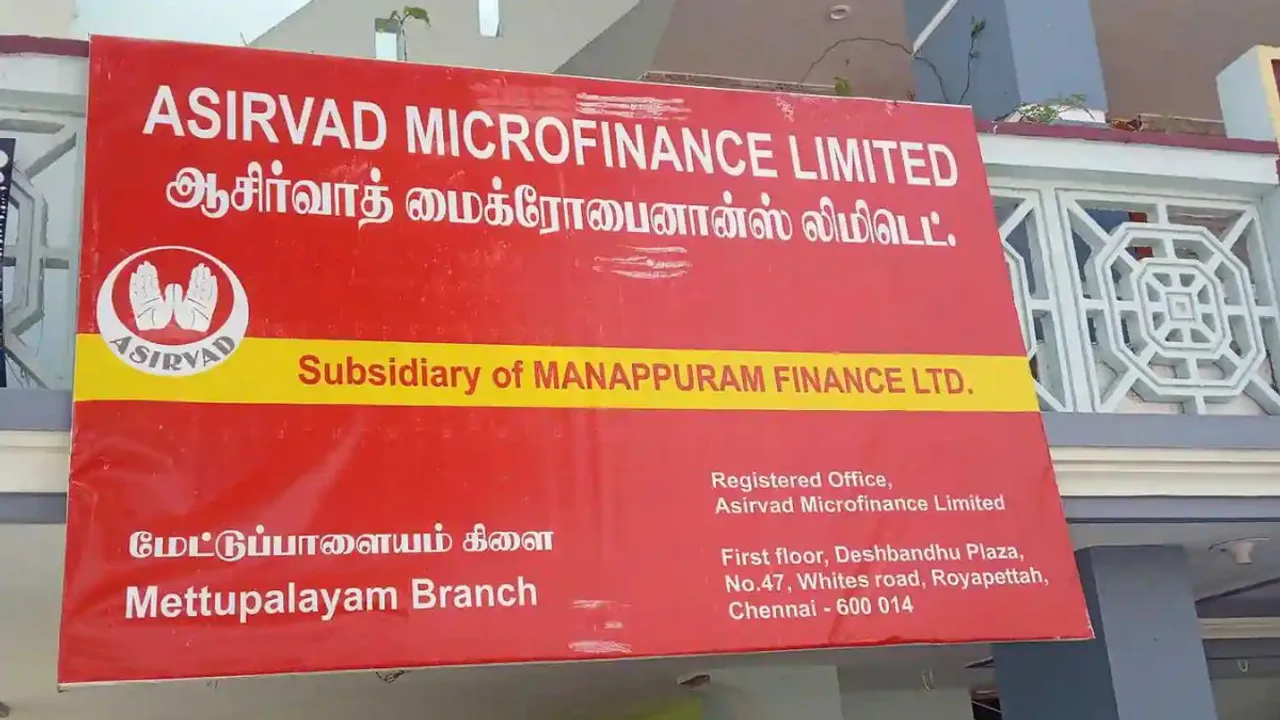 ASIRVAD MICROFINANCE LIMITED
ஆசிர்வாத் மைக்ரோபைனான்ஸ் லிமிடெட்.
ASIRVAD
Subsidiary of MANAPPURAM FINANCE LTD.
மேட்டுப்பாளையம் கிளை
Mettupalayam Branch
Registered Office,
Asirvad Microfinance Limited
First floor, Deshbandhu Plaza,
No.47, Whites road, Royapettah,
Chennai - 600 014